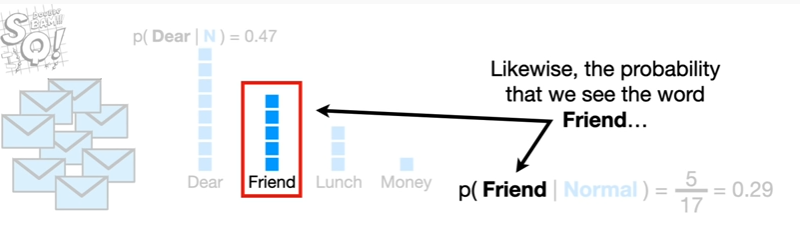 SQ!
p( Dear | N ) = 0.47
Likewise, the probability
that we see the word
Friend...
Dear Friend Lunch Money
p( Friend | Normal ) = 5/17 = 0.29